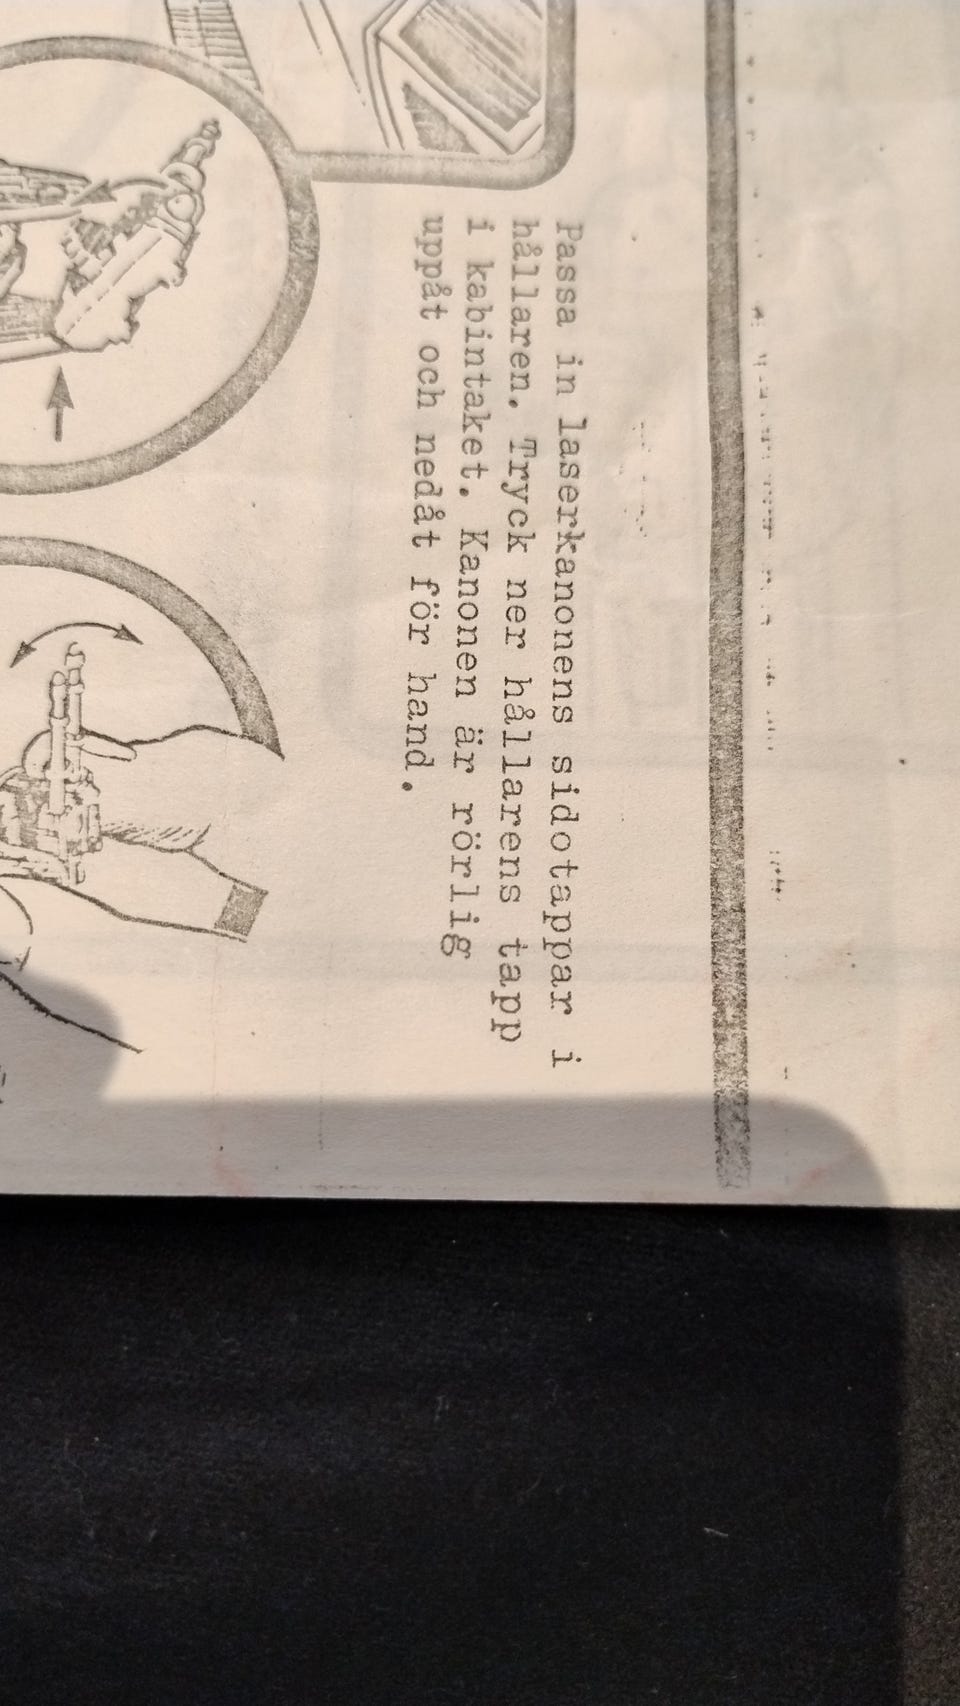 Passa in laserkanonens sidotappar i
hållaren. Tryck ner hållarens tapp
i kabintaket. Kanonen är rörlig
uppåt och nedåt för hand.